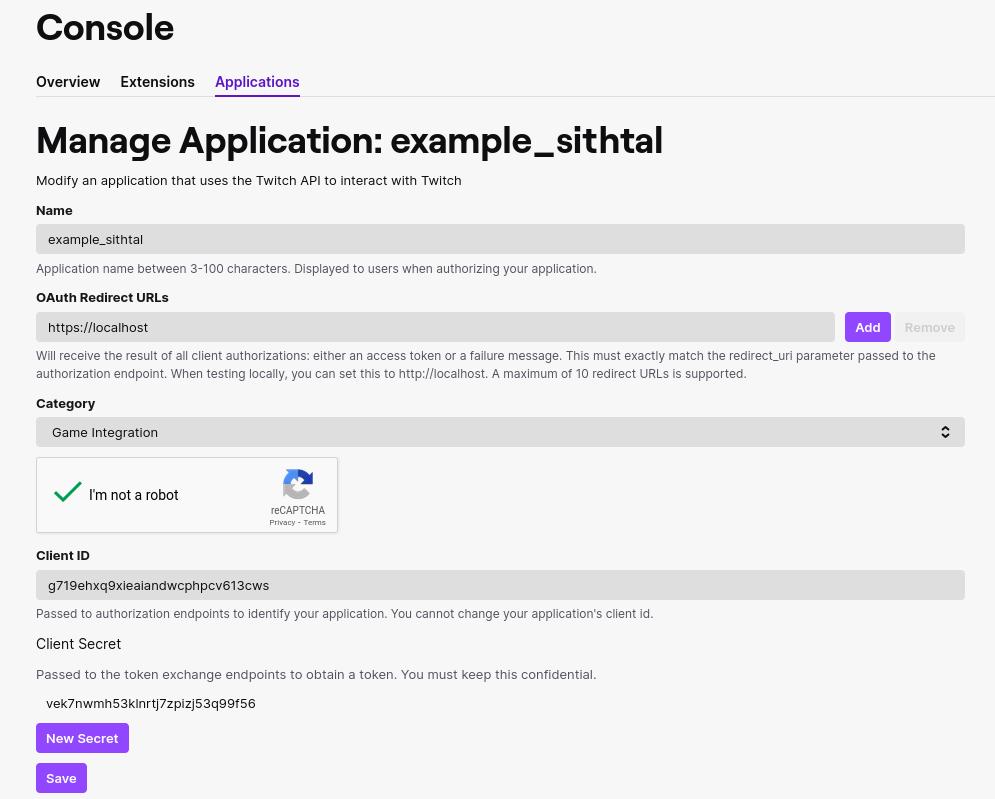 Console
Overview Extensions Applications
Manage Application: example_sithtal
Modify an application that uses the Twitch API to interact with Twitch
Name
example_sithtal
Application name between 3-100 characters. Displayed to users when authorizing your application.
OAuth Redirect URLs
https://localhost Add Remove
Will receive the result of all client authorizations: either an access token or a failure message. This must exactly match the redirect_uri parameter passed to the
authorization endpoint. When testing locally, you can set this to http://localhost. A maximum of 10 redirect URLs is supported.
Category
Game Integration
I'm not a robot
reCAPTCHA
Privacy - Terms
Client ID
g719ehxq9xieaiandwcphpcv613cws
Passed to authorization endpoints to identify your application. You cannot change your application's client id.
Client Secret
Passed to the token exchange endpoints to obtain a token. You must keep this confidential.
vek7nwmh53klnrtj7zpizj53q99f56
New Secret
Save